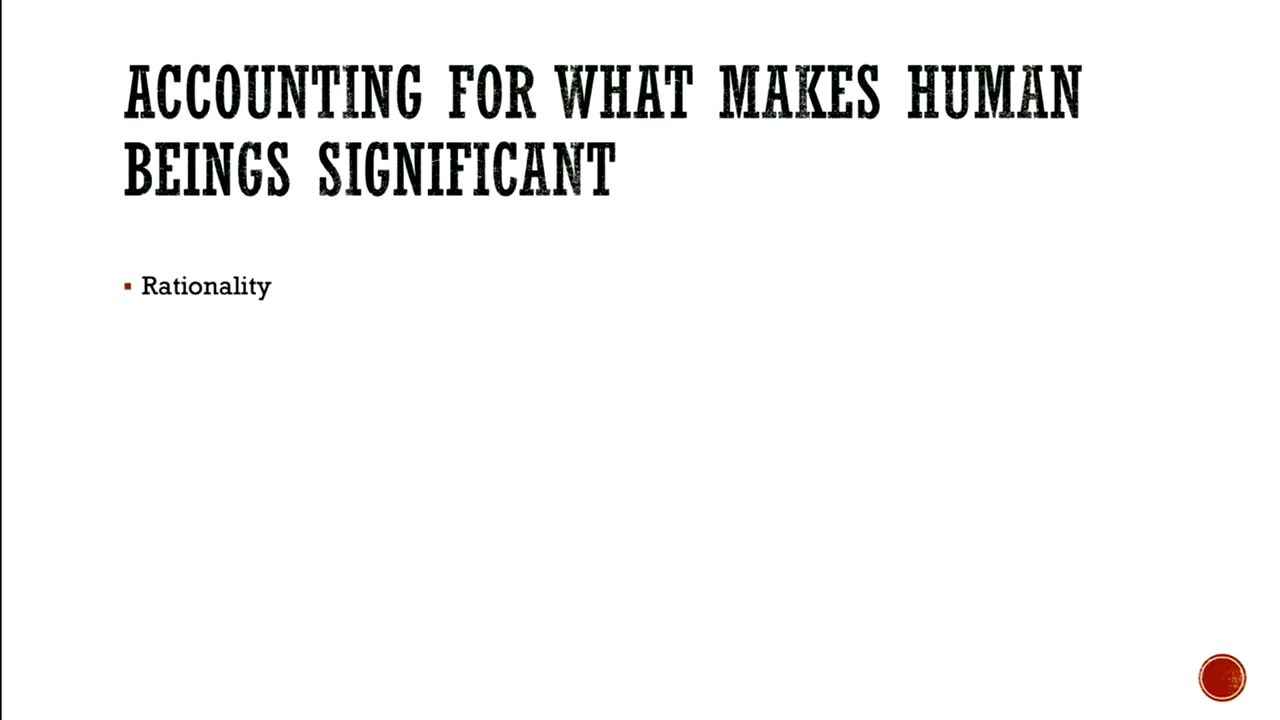 ACCOUNTING FOR WHAT MAKES HUMAN
BEINGS SIGNIFICANT
▪ Rationality